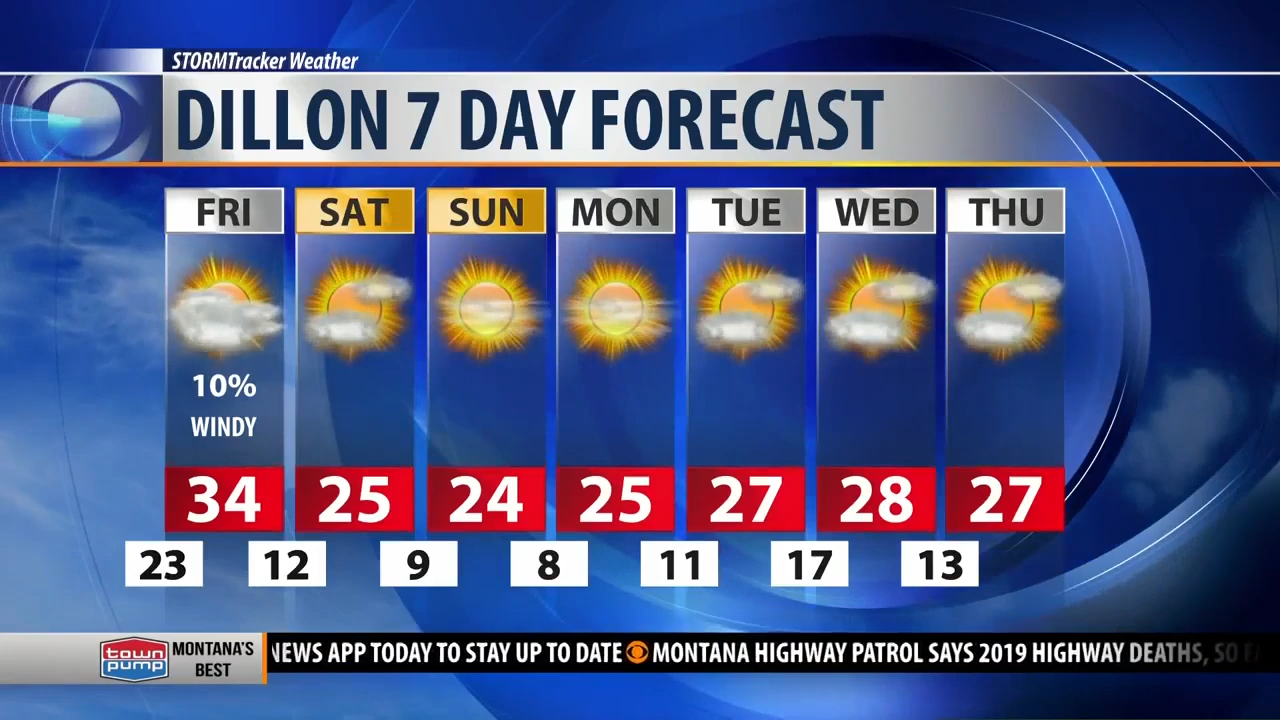 STORMTracker Weather
DILLON 7 DAY FORECAST
FRI SAT SUN MON TUE WED THU
10%
WINDY
34 25 24 25 27 28 27
23 12 9 8 11 17 13
town pump
MONTANA'S BEST
NEWS APP TODAY TO STAY UP TO DATE MONTANA HIGHWAY PATROL SAYS 2019 HIGHWAY DEATHS, SO